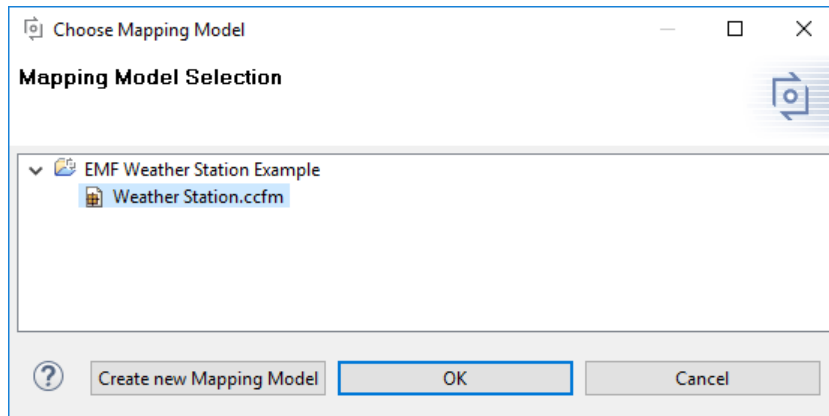 Choose Mapping Model
Mapping Model Selection
EMF Weather Station Example
Weather Station.ccfm
? Create new Mapping Model OK Cancel